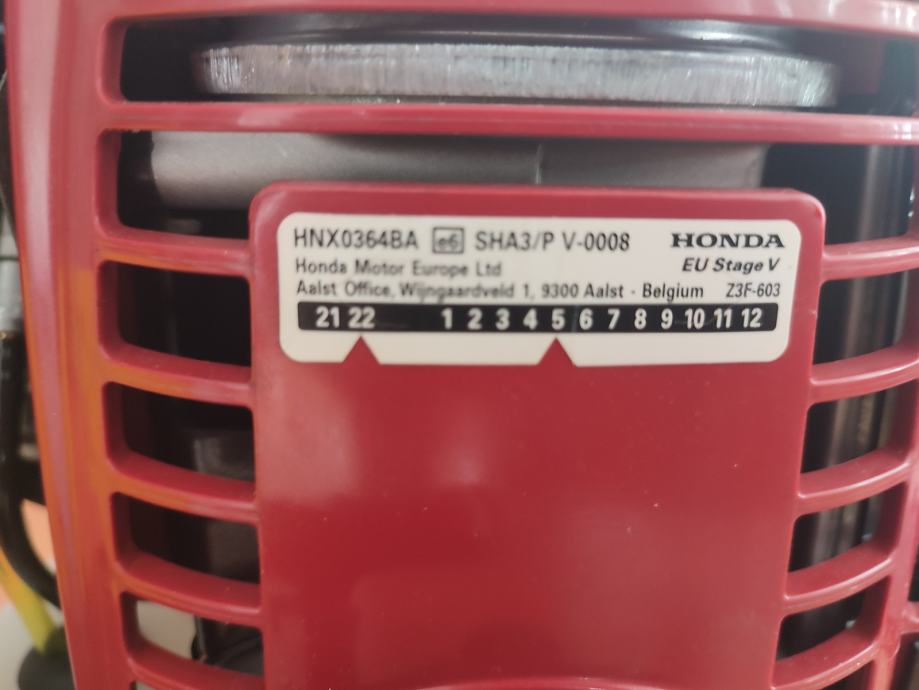 HNX0364BA e6 SHA3/P V-0008 HONDA
Honda Motor Europe Ltd EU Stage V
Aalst Office, Wijngaardveld 1, 9300 Aalst - Belgium Z3F-603
21 22 1 2 3 4 5 6 7 8 9 10 11 12